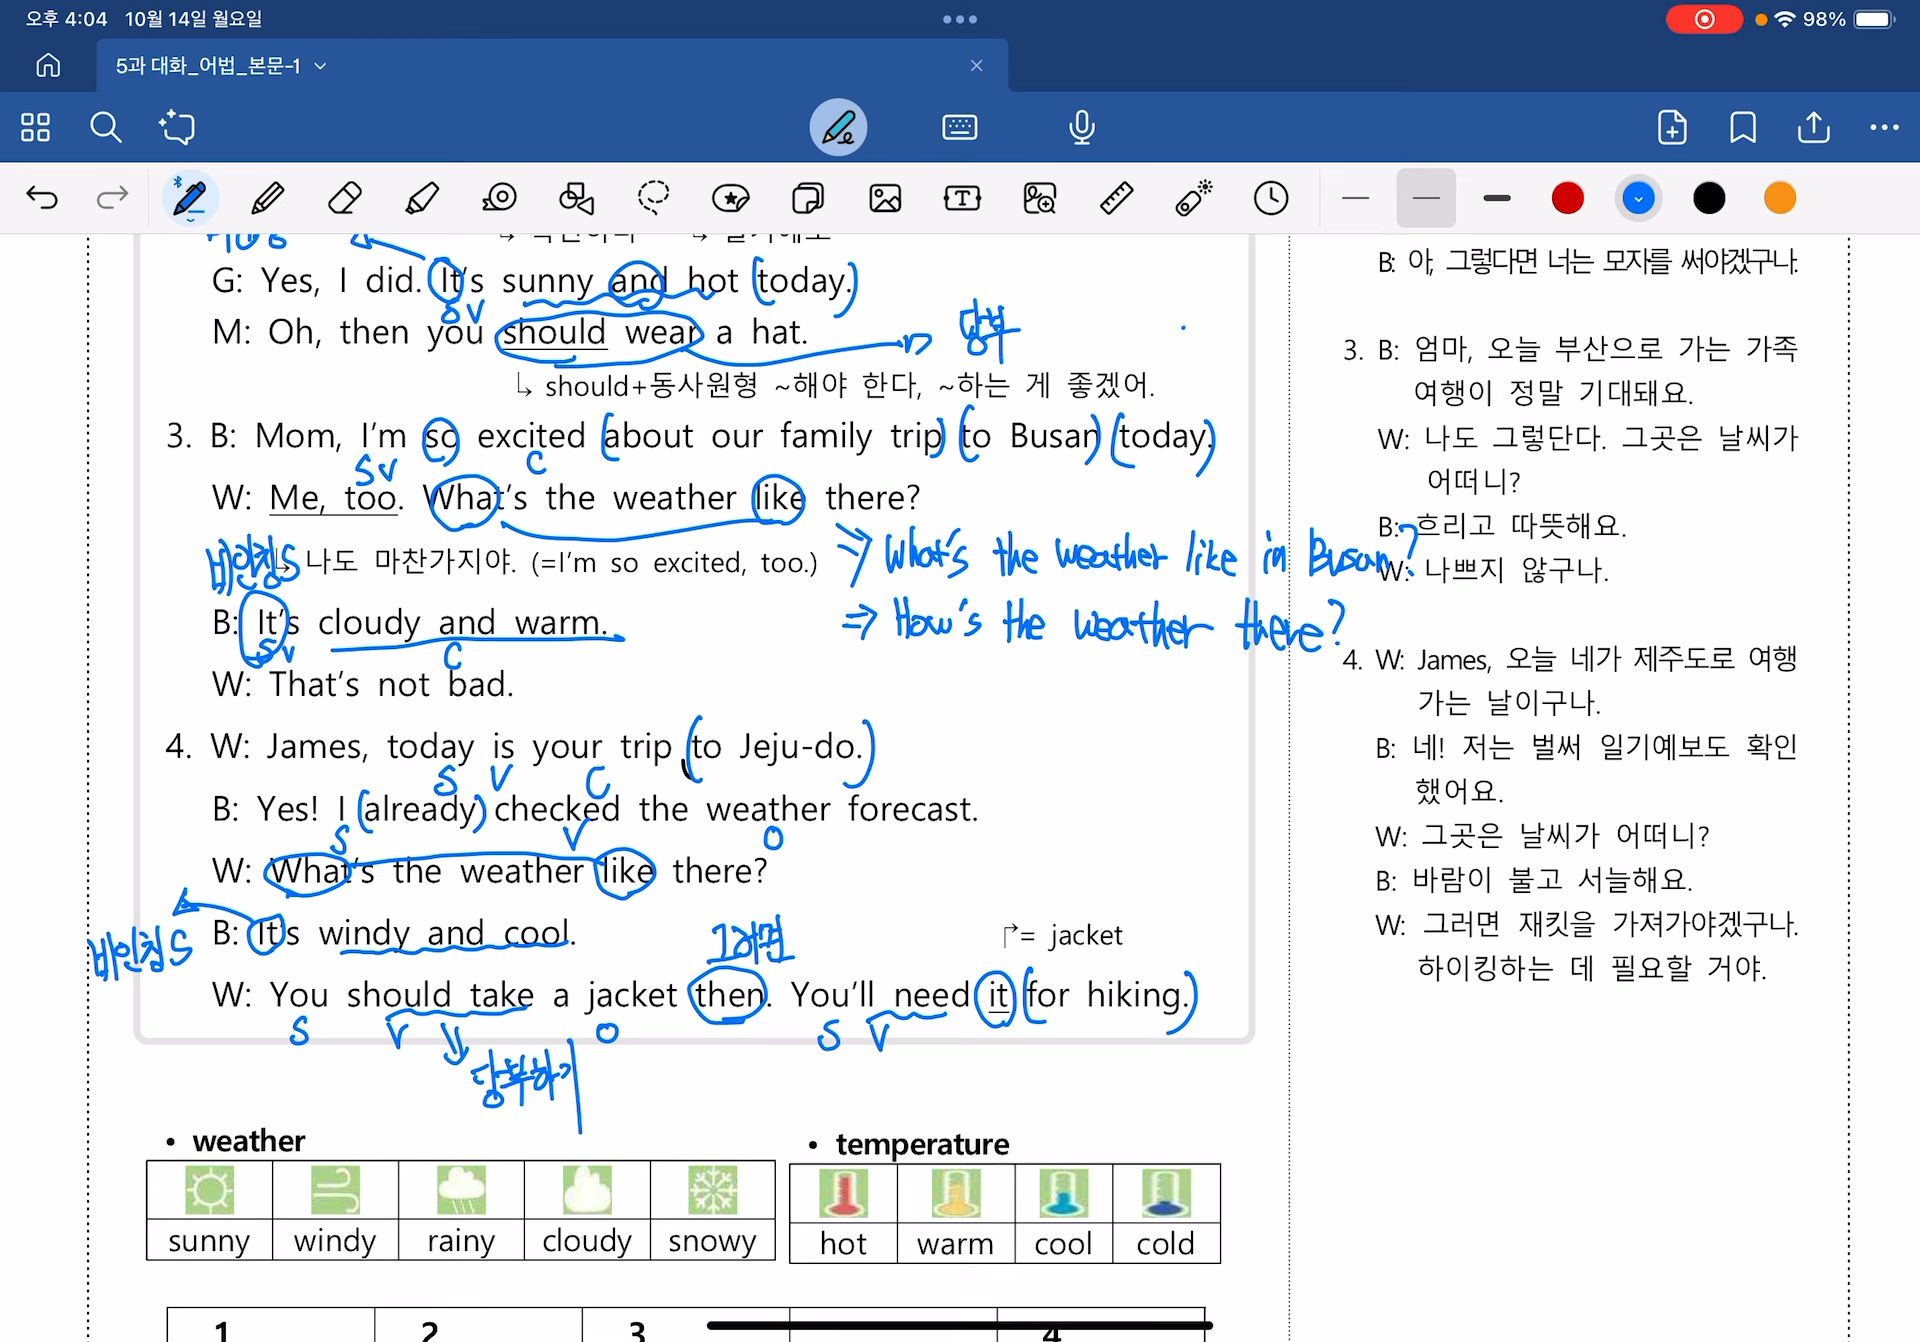 오후 4:04 10월 14일 월요일
98%
5과 대화_어법_본문-1
G: Yes, I did. It's sunny and hot (today.)
S V
M: Oh, then you should wear a hat.
당부
↳ should+동사원형 ~해야 한다, ~하는 게 좋겠어.
3. B: Mom, I'm so excited (about our family trip) (to Busan) (today.)
S V C
W: Me, too. What's the weather like there?
비인칭S
↳ 나도 마찬가지야. (=I'm so excited, too.)
⇒ What's the weather like in Busan?
B: It's cloudy and warm.
⇒ How's the weather there?
S V C
W: That's not bad.
4. W: James, today is your trip (to Jeju-do.)
S V C
B: Yes! I (already) checked the weather forecast.
S V O
W: What's the weather like there?
B: It's windy and cool.
비인칭S
그러면
↱= jacket
W: You should take a jacket then. You'll need it (for hiking.)
S V O S V
당부하기
• weather
sunny windy rainy cloudy snowy
• temperature
hot warm cool cold
1 2 3 4
B: 아, 그렇다면 너는 모자를 써야겠구나.
3. B: 엄마, 오늘 부산으로 가는 가족
여행이 정말 기대돼요.
W: 나도 그렇단다. 그곳은 날씨가
어떠니?
B: 흐리고 따뜻해요.
W: 나쁘지 않구나.
4. W: James, 오늘 네가 제주도로 여행
가는 날이구나.
B: 네! 저는 벌써 일기예보도 확인
했어요.
W: 그곳은 날씨가 어떠니?
B: 바람이 불고 서늘해요.
W: 그러면 재킷을 가져가야겠구나.
하이킹하는 데 필요할 거야.